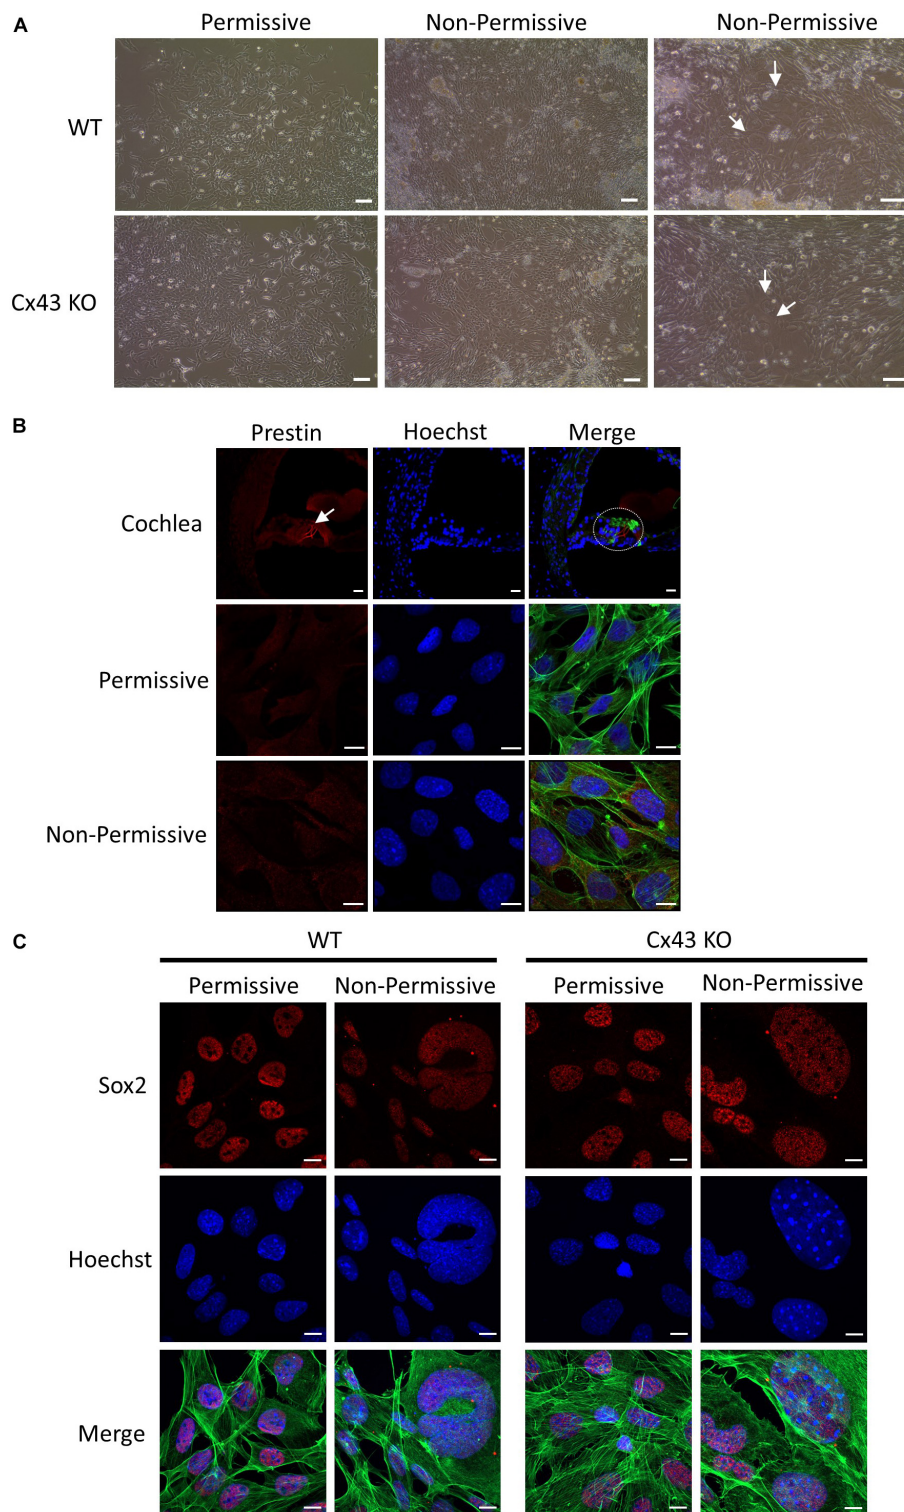 A
Permissive
Non-Permissive
Non-Permissive
WT
Cx43 KO
B
Prestin
Hoechst
Merge
Cochlea
Permissive
Non-Permissive
C
WT
Cx43 KO
Permissive
Non-Permissive
Permissive
Non-Permissive
Sox2
Hoechst
Merge